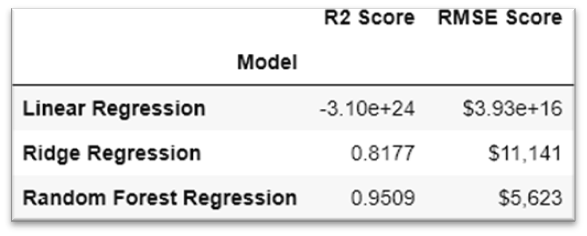 R2 Score RMSE Score
Model
Linear Regression -3.10e+24 $3.93e+16
Ridge Regression 0.8177 $11,141
Random Forest Regression 0.9509 $5,623